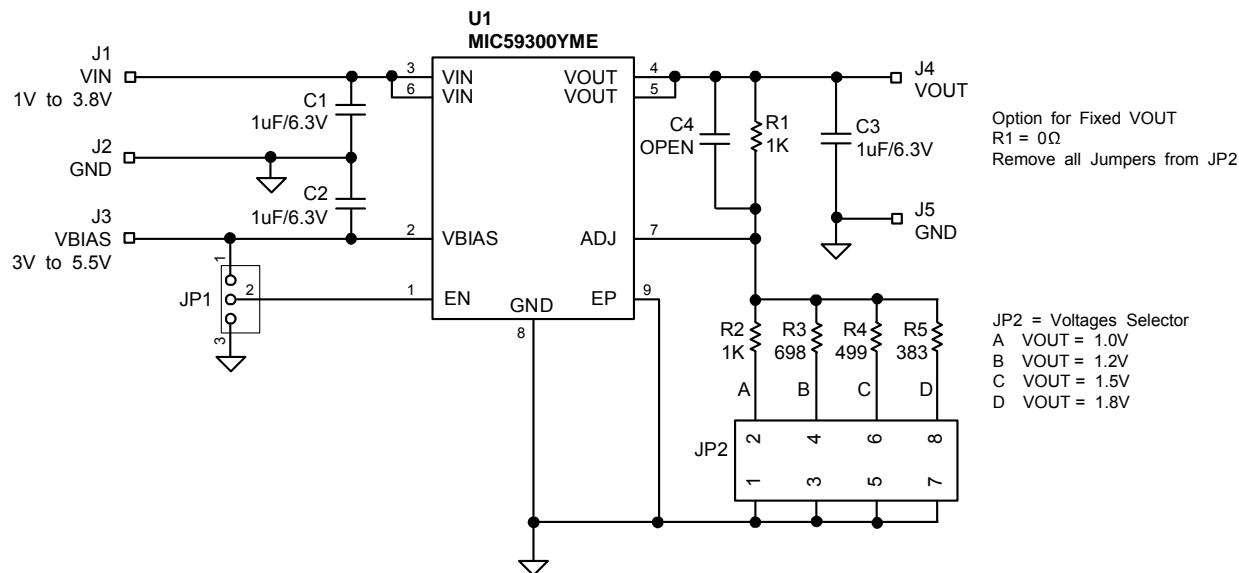 U1
MIC59300YME
J1
VIN
1V to 3.8V
J2
GND
J3
VBIAS
3V to 5.5V
C1
1uF/6.3V
C2
1uF/6.3V
JP1
1
2
3
3
VIN
6
VIN
2
VBIAS
1
EN
GND
8
VOUT
4
VOUT
5
ADJ
7
EP
9
C4
OPEN
R1
1K
C3
1uF/6.3V
J4
VOUT
J5
GND
Option for Fixed VOUT
R1 = 0Ω
Remove all Jumpers from JP2
R2
1K
R3
698
R4
499
R5
383
A
B
C
D
JP2
2
4
6
8
1
3
5
7
JP2 = Voltages Selector
A VOUT = 1.0V
B VOUT = 1.2V
C VOUT = 1.5V
D VOUT = 1.8V